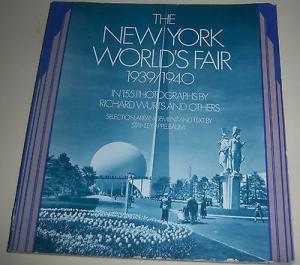 THE
NEW YORK
WORLD'S FAIR
1939/1940
IN 155 PHOTOGRAPHS BY
RICHARD WURTS AND OTHERS
SELECTION, ARRANGEMENT AND TEXT BY
STANLEY APPELBAUM